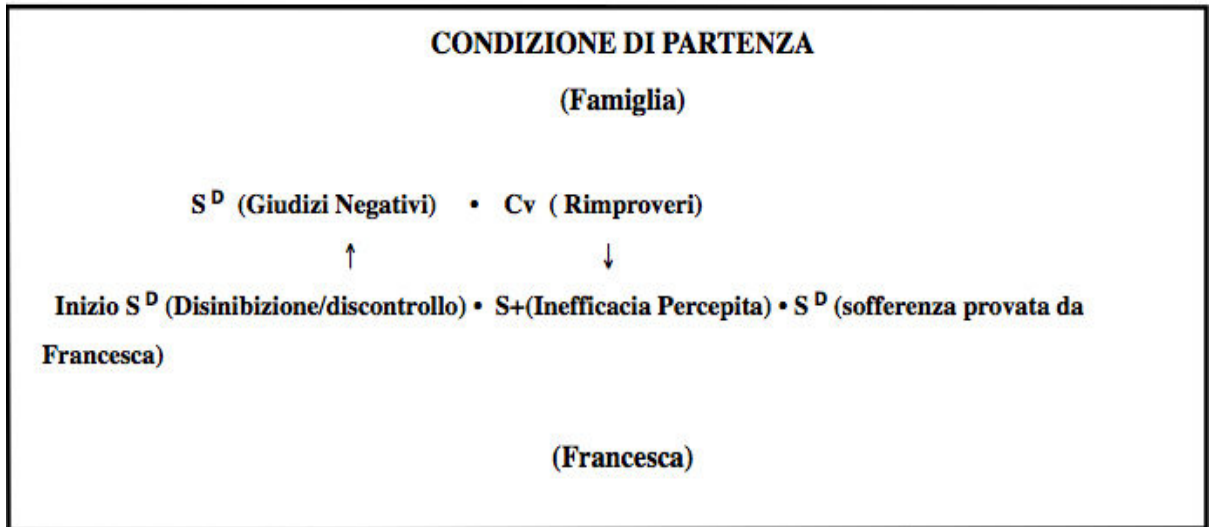 CONDIZIONE DI PARTENZA
(Famiglia)
S ᴰ (Giudizi Negativi) • Cv ( Rimproveri)
↑ ↓
Inizio S ᴰ (Disinibizione/discontrollo) • S+(Inefficacia Percepita) • S ᴰ (sofferenza provata da
Francesca)
(Francesca)